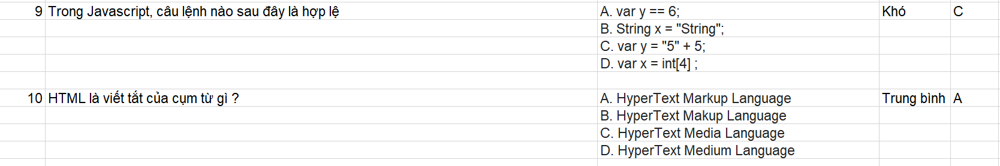 9 Trong Javascript, câu lệnh nào sau đây là hợp lệ A. var y == 6; Khó C
B. String x = "String";
C. var y = "5" + 5;
D. var x = int[4] ;
10 HTML là viết tắt của cụm từ gì ? A. HyperText Markup Language Trung bình A
B. HyperText Makup Language
C. HyperText Media Language
D. HyperText Medium Language